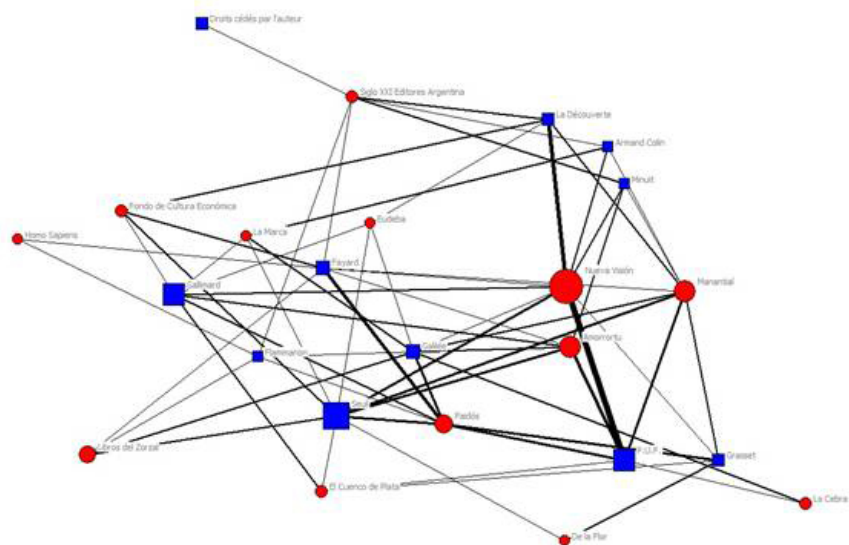 Droits cédés par l'auteur
Siglo XXI Editores Argentina
La Découverte
Armand Colin
Minuit
Fondo de Cultura Económica
Eudeba
La Marca
Homo Sapiens
Fayard
Nueva Visión
Gallimard
Manantial
Amorrortu
Galilée
Flammarion
Seuil
Paidós
Libros del Zorzal
P.U.F.
Grasset
El Cuenco de Plata
La Cebra
De la Flor